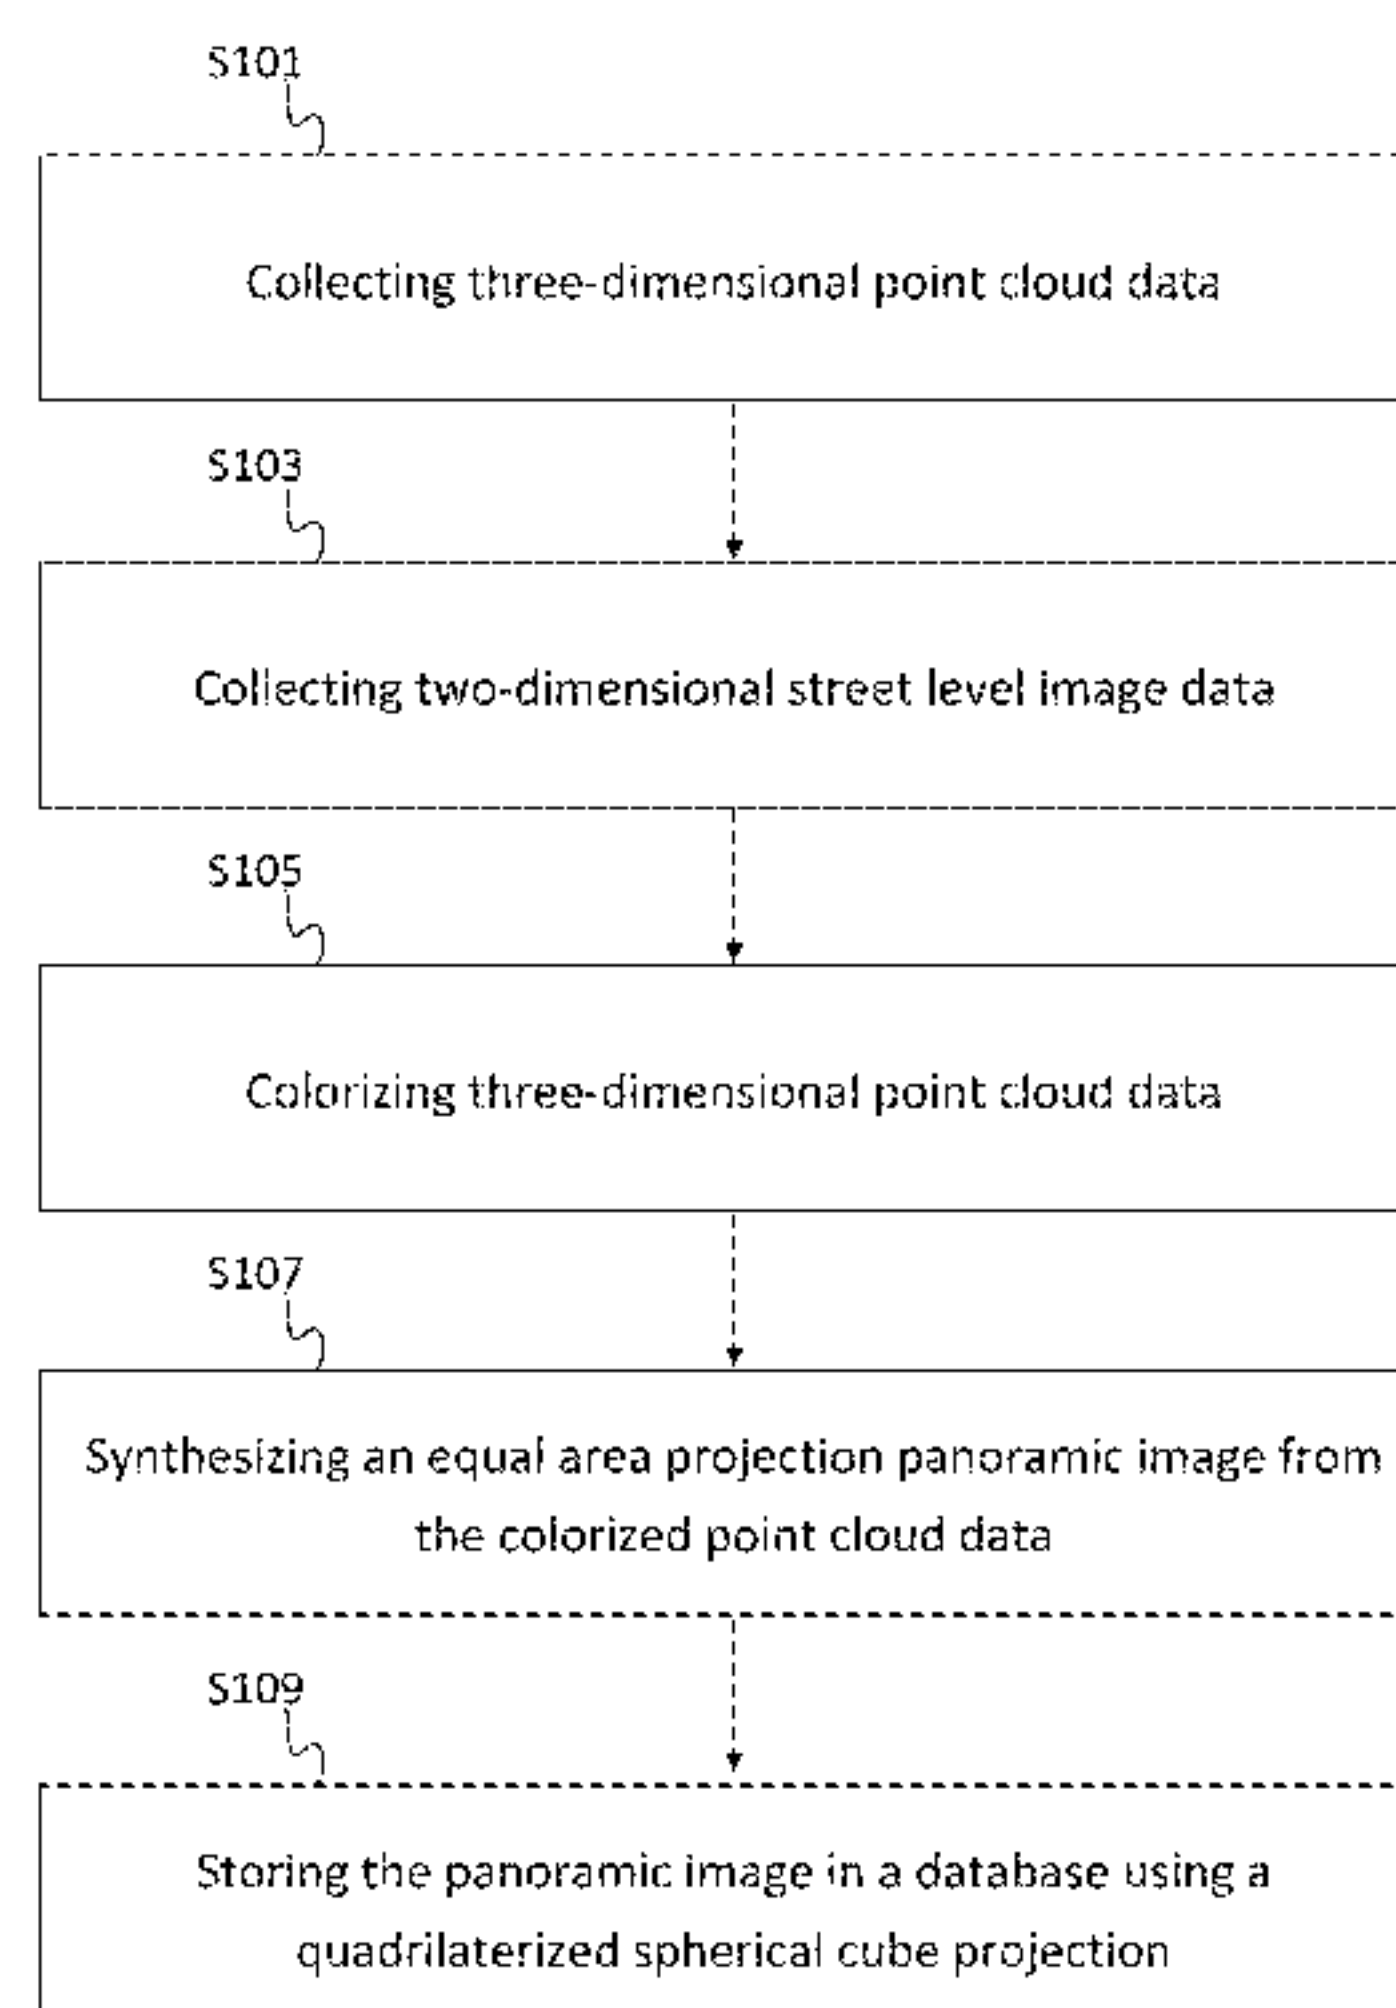 S101
Collecting three-dimensional point cloud data
S103
Collecting two-dimensional street level image data
S105
Colorizing three-dimensional point cloud data
S107
Synthesizing an equal area projection panoramic image from
the colorized point cloud data
S109
Storing the panoramic image in a database using a
quadrilaterized spherical cube projection